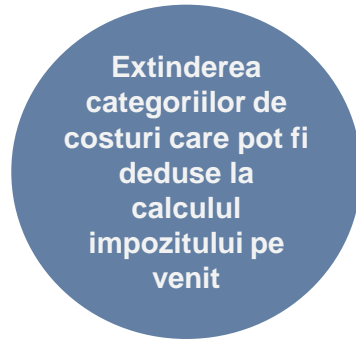 Extinderea
categoriilor de
costuri care pot fi
deduse la
calculul
impozitului pe
venit